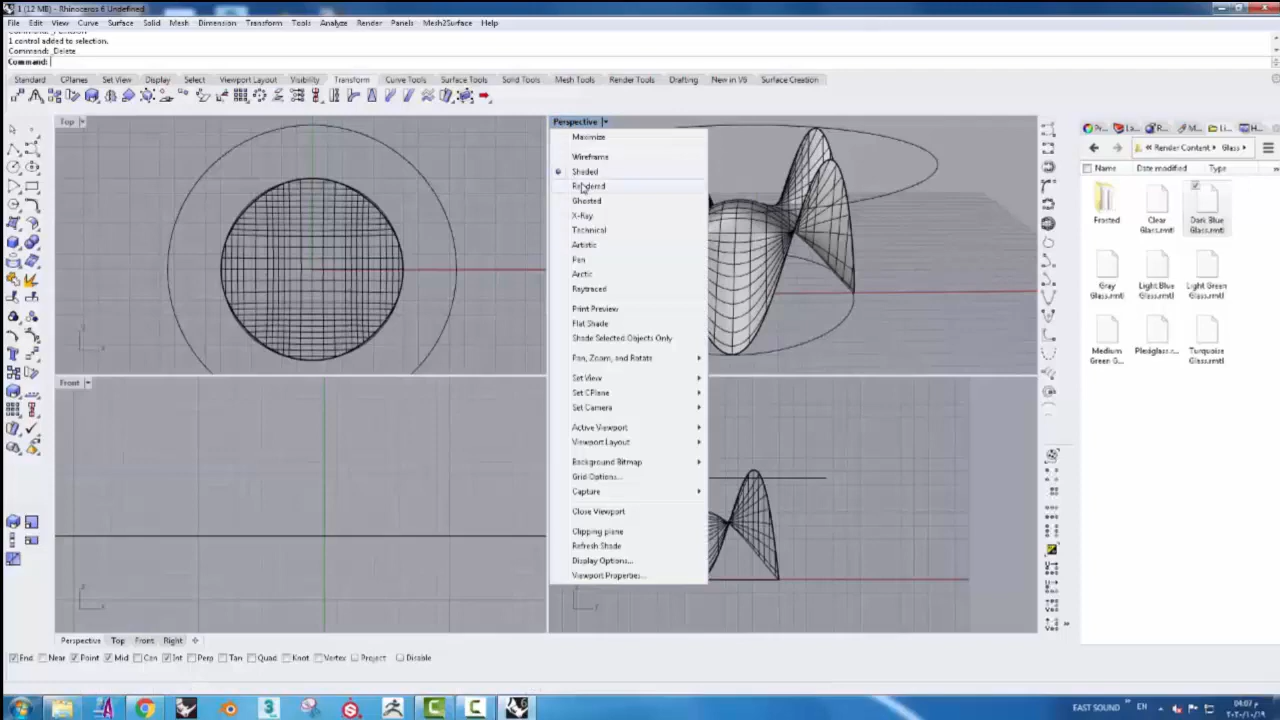 1 (12 MB) - Rhinoceros 6 Undefined
File Edit View Curve Surface Solid Mesh Dimension Transform Tools Analyze Render Panels Mesh2Surface Help
1 control added to selection.
Command: _Delete
Command:
Standard CPlanes Set View Display Select Viewport Layout Visibility Transform Curve Tools Surface Tools Solid Tools Mesh Tools Render Tools Drafting New in V6 Surface Creation
Top
Perspective
Maximize
Wireframe
Shaded
Rendered
Ghosted
X-Ray
Technical
Artistic
Pen
Arctic
Raytraced
Print Preview
Flat Shade
Shade Selected Objects Only
Pan, Zoom, and Rotate
Set View
Set CPlane
Set Camera
Active Viewport
Viewport Layout
Background Bitmap
Grid Options...
Capture
Close Viewport
Clipping plane
Refresh Shade
Display Options...
Viewport Properties...
Front
Pr... La... R... M... Li... H...
Render Content Glass
Name Date modified Type
Frosted
Clear Glass.rmtl
Dark Blue Glass.rmtl
Gray Glass.rmtl
Light Blue Glass.rmtl
Light Green Glass.rmtl
Medium Green G...
Plexiglass.r...
Turquoise Glass.rmtl
Perspective Top Front Right
End Near Point Mid Cen Int Perp Tan Quad Knot Vertex Project Disable
EAST SOUND EN
04:07 م